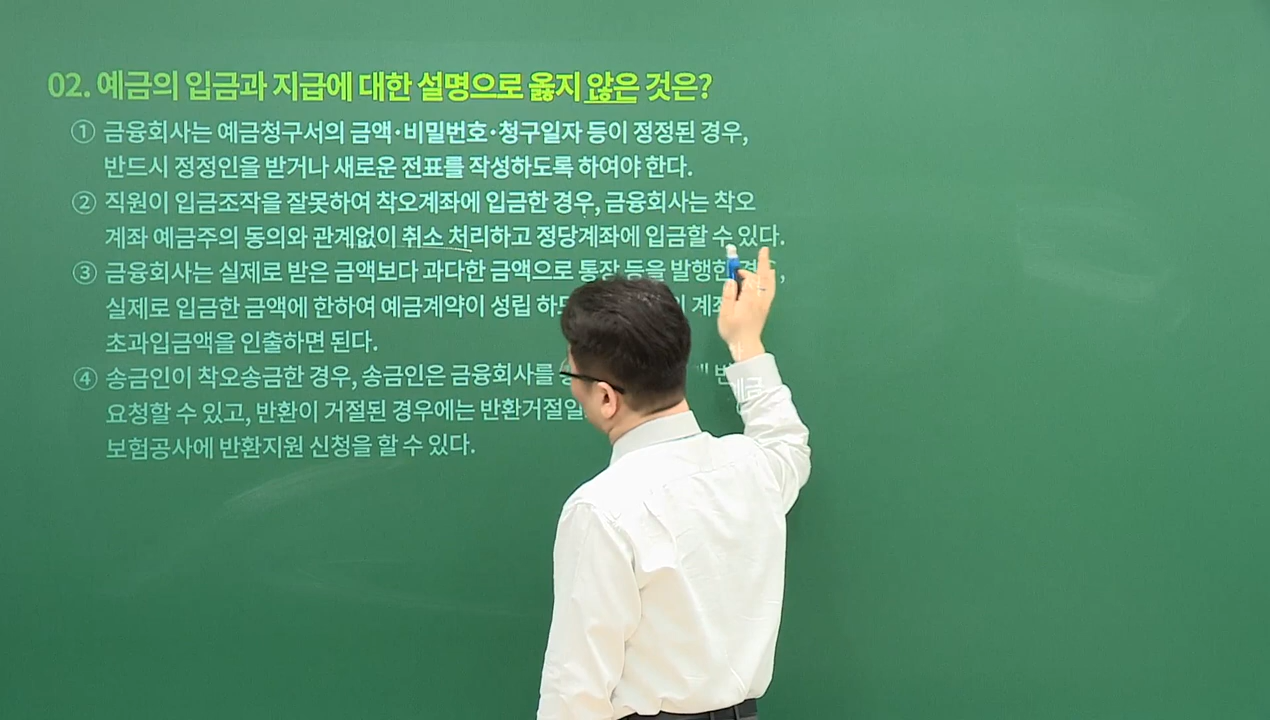 02. 예금의 입금과 지급에 대한 설명으로 옳지 않은 것은?
① 금융회사는 예금청구서의 금액·비밀번호·청구일자 등이 정정된 경우,
반드시 정정인을 받거나 새로운 전표를 작성하도록 하여야 한다.
② 직원이 입금조작을 잘못하여 착오계좌에 입금한 경우, 금융회사는 착오
계좌 예금주의 동의와 관계없이 취소 처리하고 정당계좌에 입금할 수 있다.
③ 금융회사는 실제로 받은 금액보다 과다한 금액으로 통장 등을 발행한
실제로 입금한 금액에 한하여 예금계약이 성립
초과입금액을 인출하면 된다.
④ 송금인이 착오송금한 경우, 송금인은 금융회사를
요청할 수 있고, 반환이 거절된 경우에는 예금
보험공사에 반환지원 신청을 할 수 있다.